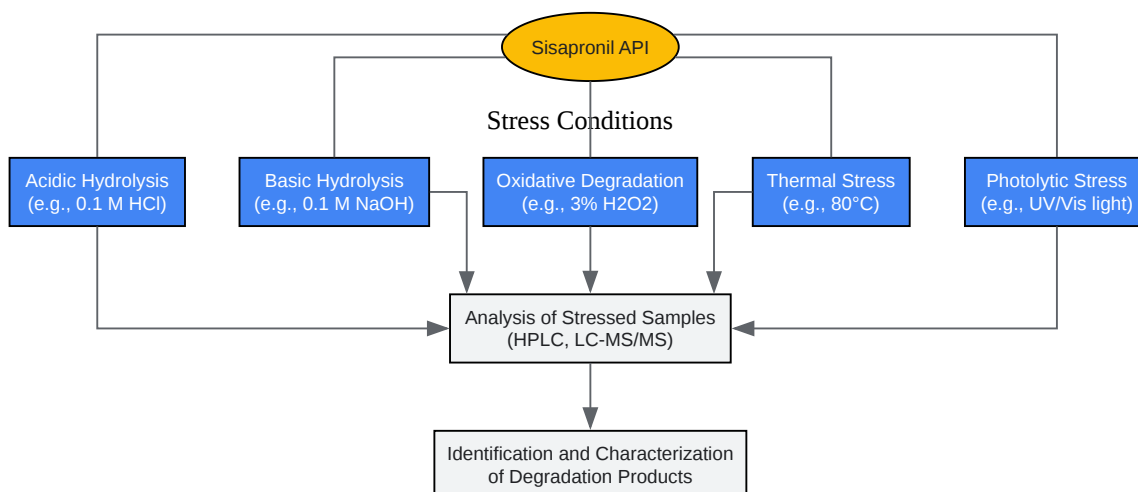 Sisapronil API
Stress Conditions
Acidic Hydrolysis
(e.g., 0.1 M HCl)
Basic Hydrolysis
(e.g., 0.1 M NaOH)
Oxidative Degradation
(e.g., 3% H2O2)
Thermal Stress
(e.g., 80°C)
Photolytic Stress
(e.g., UV/Vis light)
Analysis of Stressed Samples
(HPLC, LC-MS/MS)
Identification and Characterization
of Degradation Products